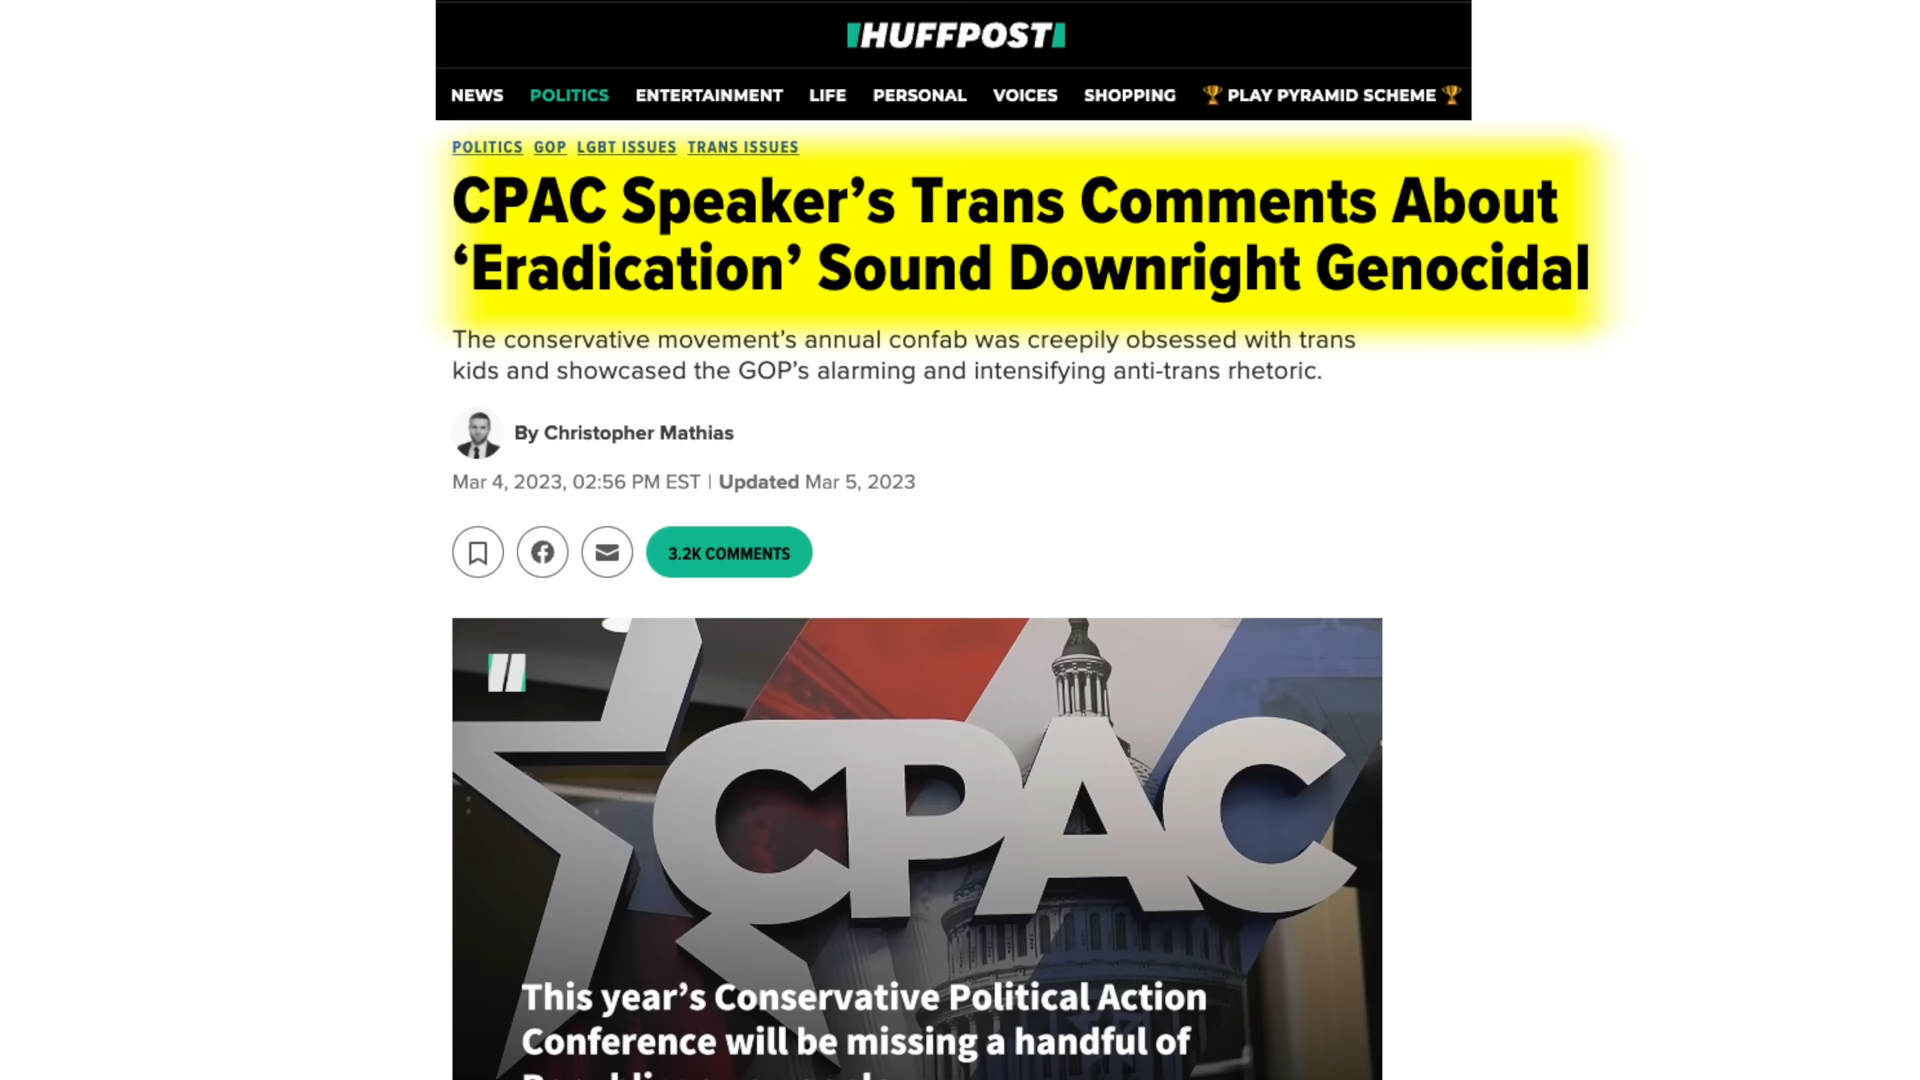 HUFFPOST
NEWS POLITICS ENTERTAINMENT LIFE PERSONAL VOICES SHOPPING 🏆 PLAY PYRAMID SCHEME 🏆
POLITICS GOP LGBT ISSUES TRANS ISSUES
CPAC Speaker’s Trans Comments About
‘Eradication’ Sound Downright Genocidal
The conservative movement’s annual confab was creepily obsessed with trans
kids and showcased the GOP’s alarming and intensifying anti-trans rhetoric.
By Christopher Mathias
Mar 4, 2023, 02:56 PM EST | Updated Mar 5, 2023
3.2K COMMENTS
CPAC
This year’s Conservative Political Action
Conference will be missing a handful of